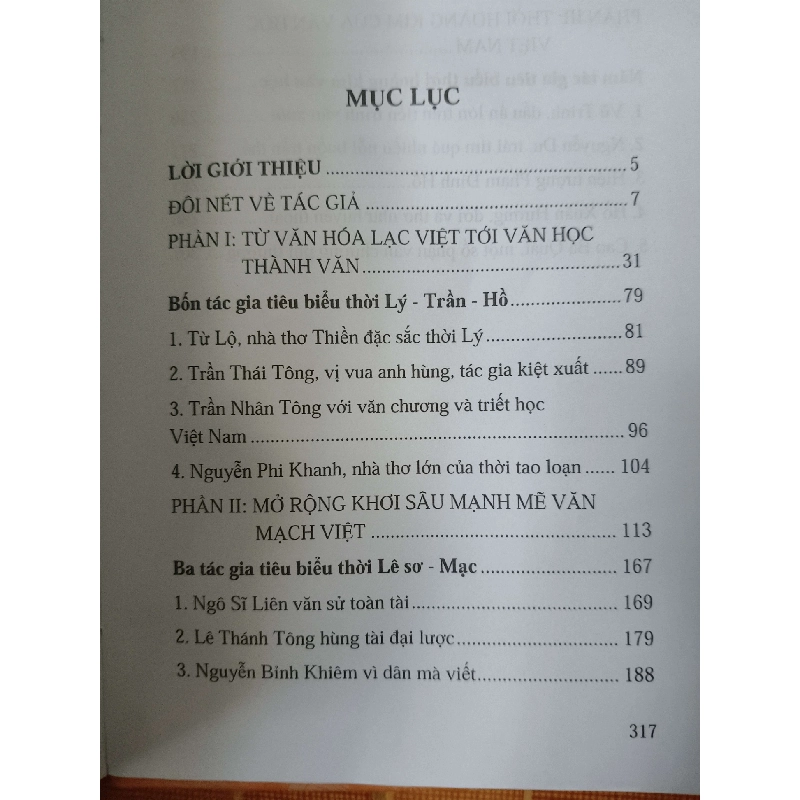 MỤC LỤC
LỜI GIỚI THIỆU ........ 5
ĐÔI NÉT VỀ TÁC GIẢ ........ 7
PHẦN I: TỪ VĂN HÓA LẠC VIỆT TỚI VĂN HỌC
THÀNH VĂN ........ 31
Bốn tác gia tiêu biểu thời Lý - Trần - Hồ ........ 79
1. Từ Lộ, nhà thơ Thiền đặc sắc thời Lý ........ 81
2. Trần Thái Tông, vị vua anh hùng, tác gia kiệt xuất ...... 89
3. Trần Nhân Tông với văn chương và triết học
Việt Nam ........ 96
4. Nguyễn Phi Khanh, nhà thơ lớn của thời tao loạn ...... 104
PHẦN II: MỞ RỘNG KHƠI SÂU MẠNH MẼ VĂN
MẠCH VIỆT ........ 113
Ba tác gia tiêu biểu thời Lê sơ - Mạc ........ 167
1. Ngô Sĩ Liên văn sử toàn tài ........ 169
2. Lê Thánh Tông hùng tài đại lược ........ 179
3. Nguyễn Bỉnh Khiêm vì dân mà viết ........ 188
317